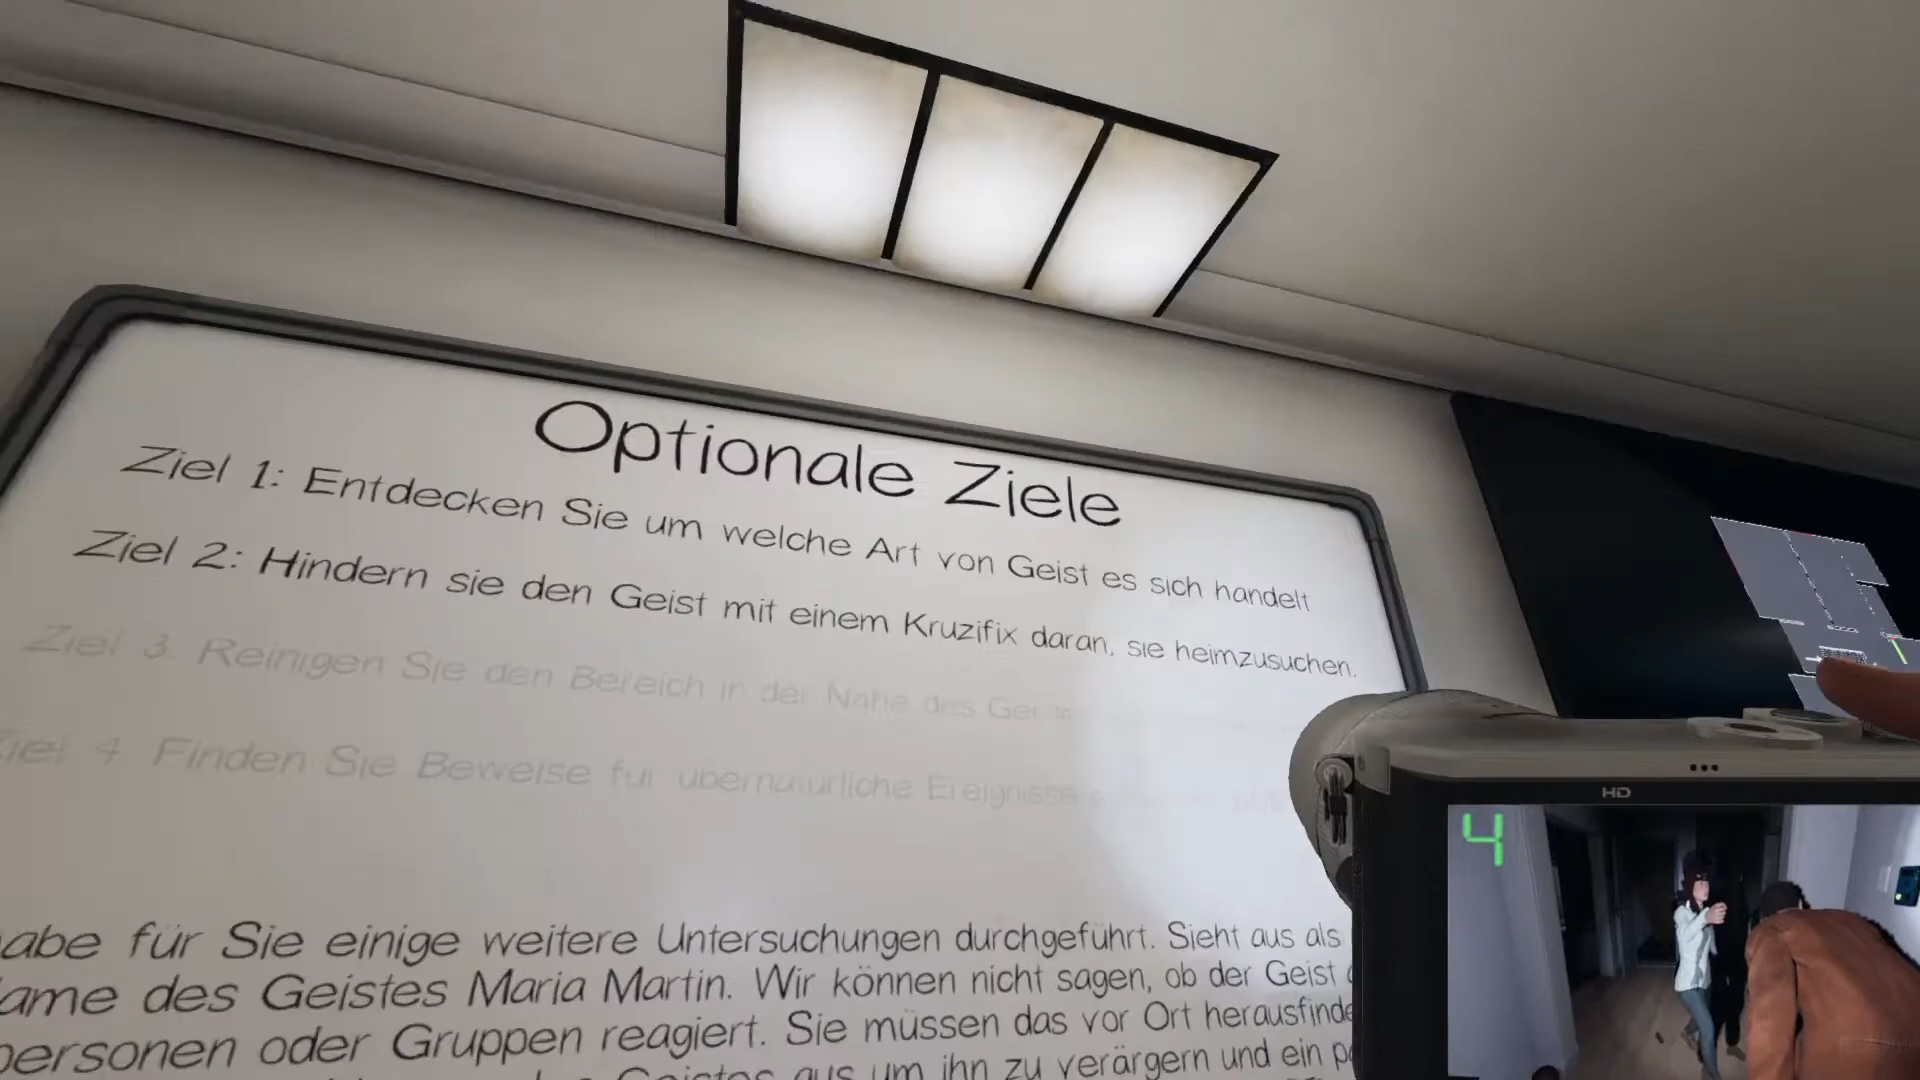 Optionale Ziele
Ziel 1: Entdecken Sie um welche Art von Geist es sich handelt
Ziel 2: Hindern sie den Geist mit einem Kruzifix daran, sie heimzusuchen.
Ziel 3. Reinigen Sie den Bereich in der Nähe des
Ziel 4 Finden Sie Beweise für übernatürliche Ereignisse
abe für Sie einige weitere Untersuchungen durchgeführt. Sieht aus als
ame des Geistes Maria Martin. Wir können nicht sagen, ob der Geist
personen oder Gruppen reagiert. Sie müssen das vor Ort herausfinde
aus um ihn zu verärgern und ein
HD
4